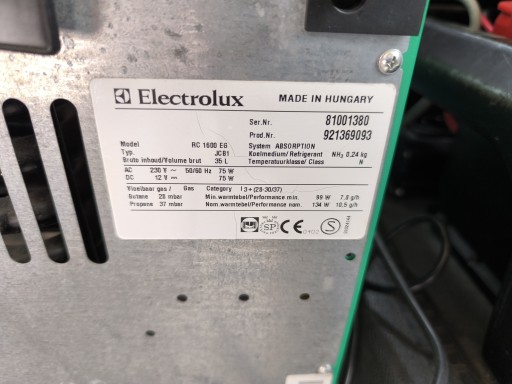 Electrolux MADE IN HUNGARY
Ser.Nr. 81001380
Prod.Nr. 921369093
Model RC 1600 EG System ABSORPTION
Typ. JC81 Koelmedium/Refrigerant NH3 0,24 kg
Bruto inhoud/Volume brut 35 L Temperatuurklasse/Class N
AC 230 V ~ 50/60 Hz 75 W
DC 12 V 75 W
Vloeibaar gas / Gas Category I 3+ (28-30/37)
Butane 28 mbar Min.warmtebel/Performance min. 89 W 7.0 g/h
Propane 37 mbar Nom.warmtebel/Performance nom. 134 W 10.5 g/h
SP CE S